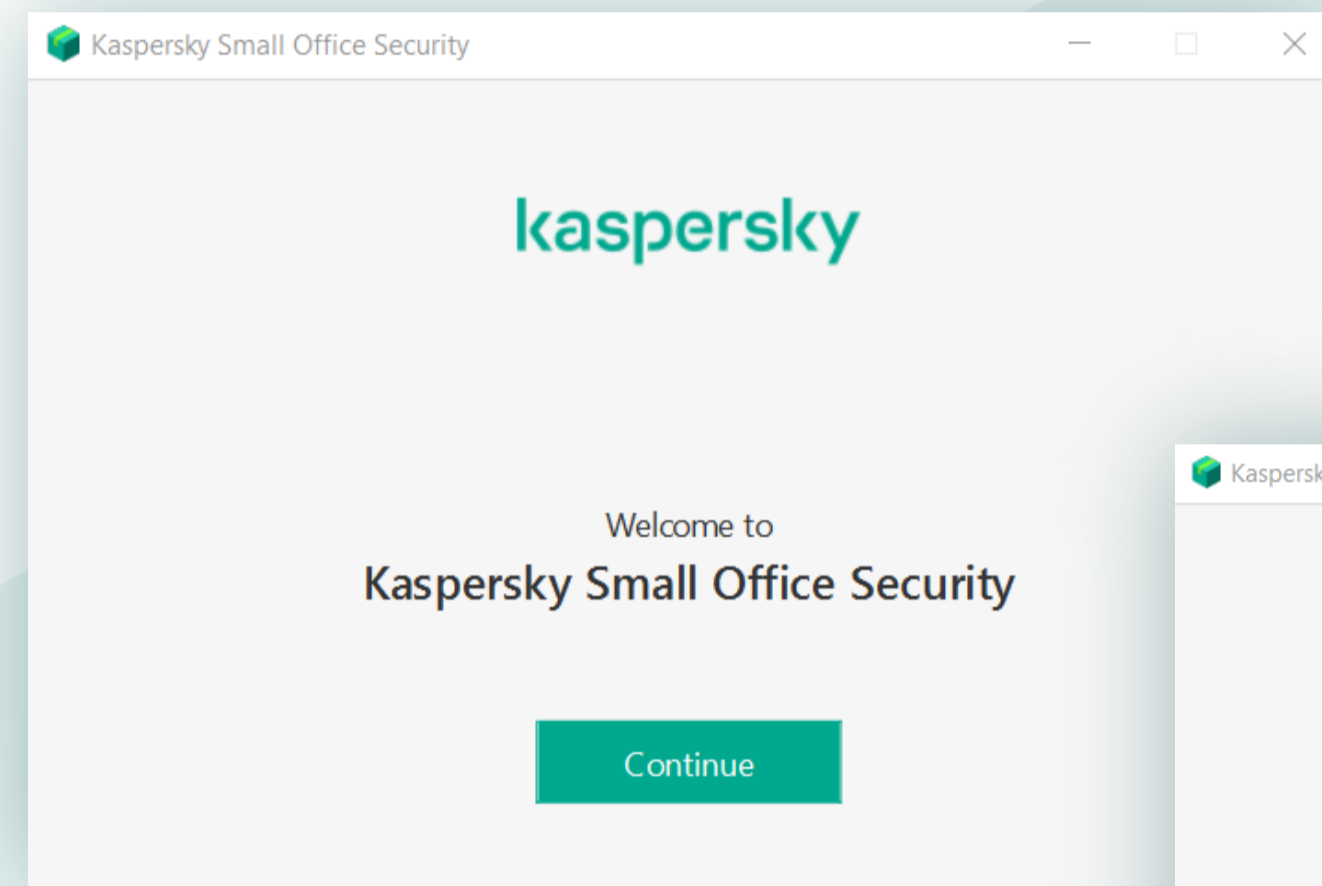 Kaspersky Small Office Security
kaspersky
Welcome to
Kaspersky Small Office Security
Continue